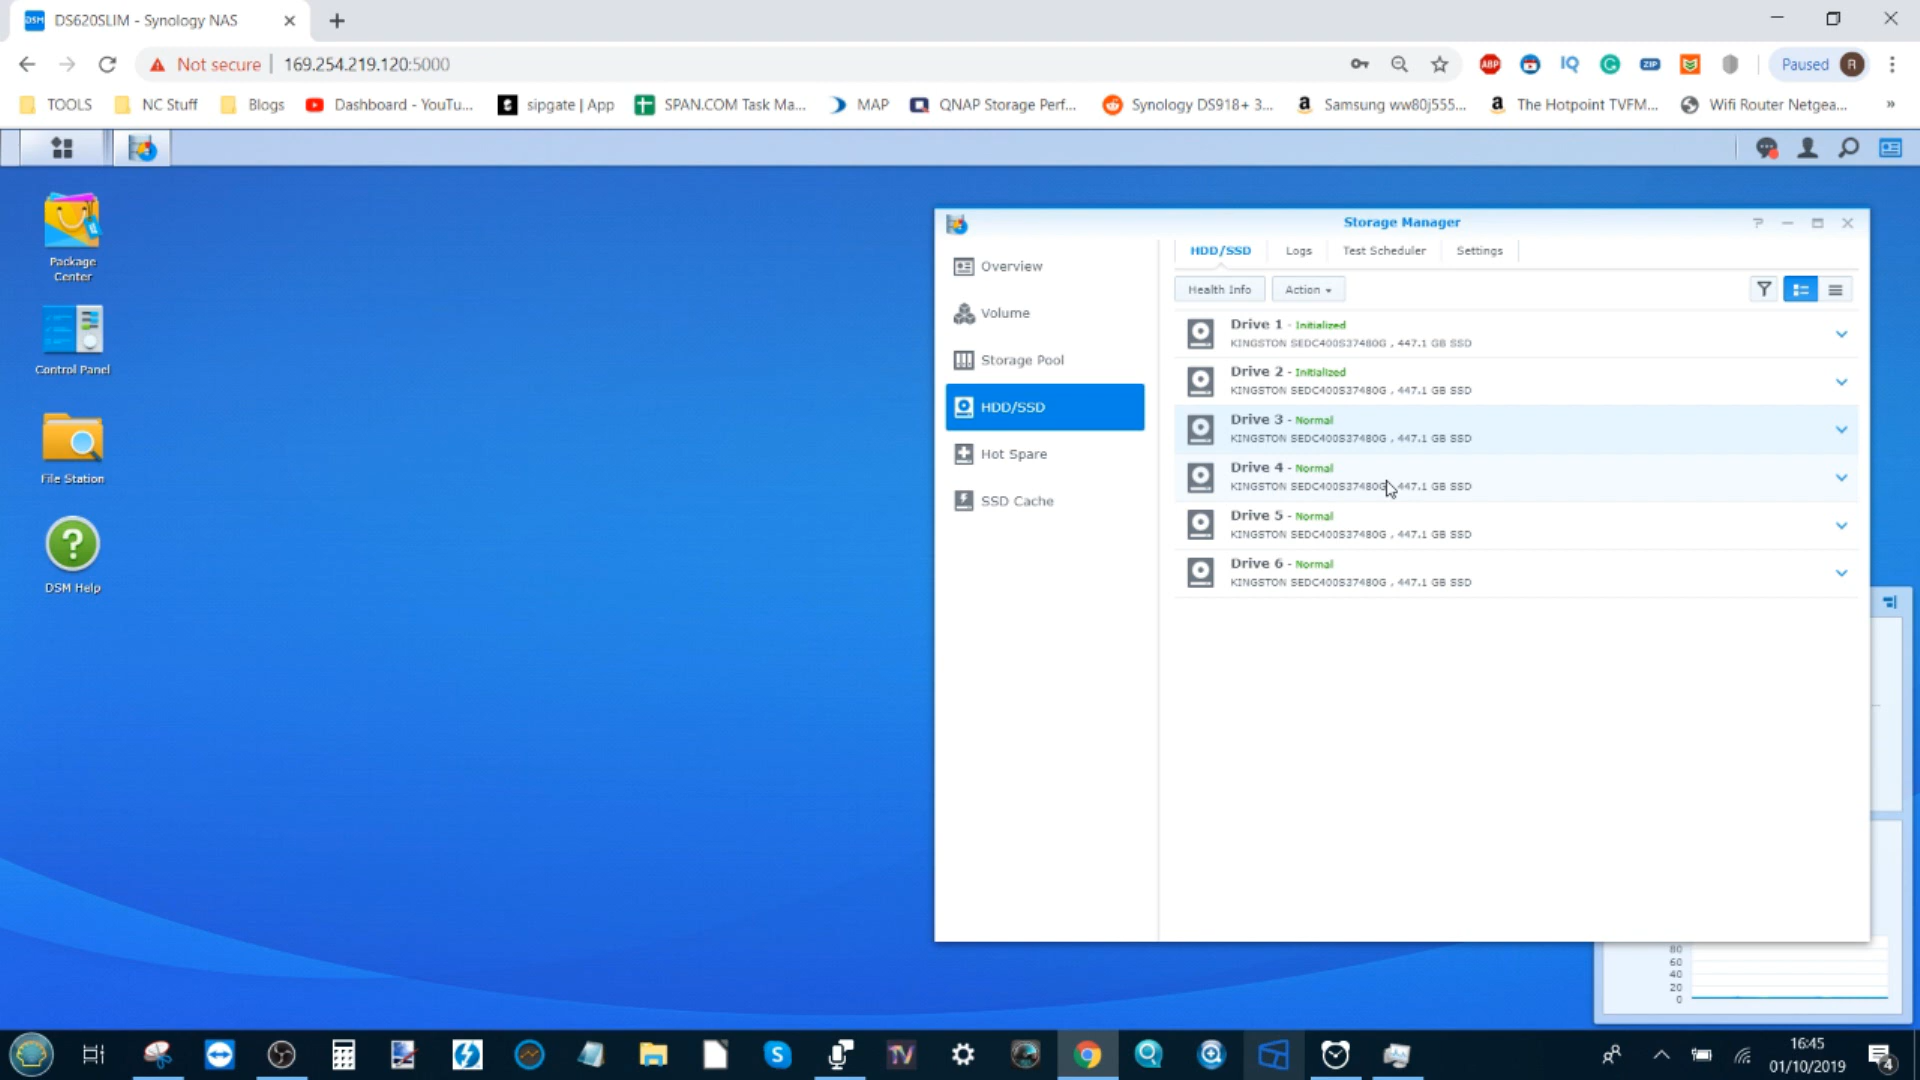 DSM DS620SLIM - Synology NAS
Not secure 169.254.219.120:5000
ABP
IQ
ZIP
Paused R
TOOLS NC Stuff Blogs Dashboard - YouTu... sipgate | App SPAN.COM Task Ma... MAP QNAP Storage Perf... Synology DS918+ 3... Samsung ww80j555... The Hotpoint TVFM... Wifi Router Netgea... »
Package
Center
Control Panel
File Station
DSM Help
Storage Manager
Overview
Volume
Storage Pool
HDD/SSD
Hot Spare
SSD Cache
HDD/SSD Logs Test Scheduler Settings
Health Info Action
Drive 1 - Initialized
KINGSTON SEDC400S37480G , 447.1 GB SSD
Drive 2 - Initialized
KINGSTON SEDC400S37480G , 447.1 GB SSD
Drive 3 - Normal
KINGSTON SEDC400S37480G , 447.1 GB SSD
Drive 4 - Normal
KINGSTON SEDC400S37480G , 447.1 GB SSD
Drive 5 - Normal
KINGSTON SEDC400S37480G , 447.1 GB SSD
Drive 6 - Normal
KINGSTON SEDC400S37480G , 447.1 GB SSD
80
60
40
20
0
TV
16:45
01/10/2019
4